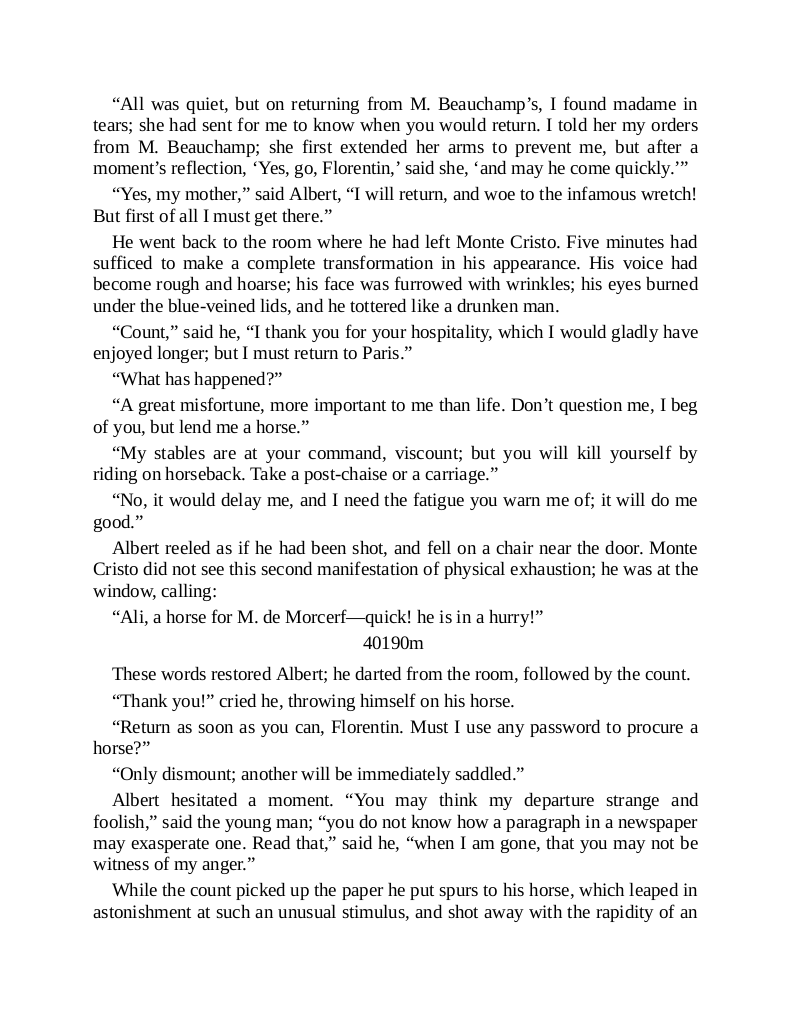 “All was quiet, but on returning from M. Beauchamp’s, I found madame in
tears; she had sent for me to know when you would return. I told her my orders
from M. Beauchamp; she first extended her arms to prevent me, but after a
moment’s reflection, ‘Yes, go, Florentin,’ said she, ‘and may he come quickly.’”
“Yes, my mother,” said Albert, “I will return, and woe to the infamous wretch!
But first of all I must get there.”
He went back to the room where he had left Monte Cristo. Five minutes had
sufficed to make a complete transformation in his appearance. His voice had
become rough and hoarse; his face was furrowed with wrinkles; his eyes burned
under the blue-veined lids, and he tottered like a drunken man.
“Count,” said he, “I thank you for your hospitality, which I would gladly have
enjoyed longer; but I must return to Paris.”
“What has happened?”
“A great misfortune, more important to me than life. Don’t question me, I beg
of you, but lend me a horse.”
“My stables are at your command, viscount; but you will kill yourself by
riding on horseback. Take a post-chaise or a carriage.”
“No, it would delay me, and I need the fatigue you warn me of; it will do me
good.”
Albert reeled as if he had been shot, and fell on a chair near the door. Monte
Cristo did not see this second manifestation of physical exhaustion; he was at the
window, calling:
“Ali, a horse for M. de Morcerf—quick! he is in a hurry!”
40190m
These words restored Albert; he darted from the room, followed by the count.
“Thank you!” cried he, throwing himself on his horse.
“Return as soon as you can, Florentin. Must I use any password to procure a
horse?”
“Only dismount; another will be immediately saddled.”
Albert hesitated a moment. “You may think my departure strange and
foolish,” said the young man; “you do not know how a paragraph in a newspaper
may exasperate one. Read that,” said he, “when I am gone, that you may not be
witness of my anger.”
While the count picked up the paper he put spurs to his horse, which leaped in
astonishment at such an unusual stimulus, and shot away with the rapidity of an